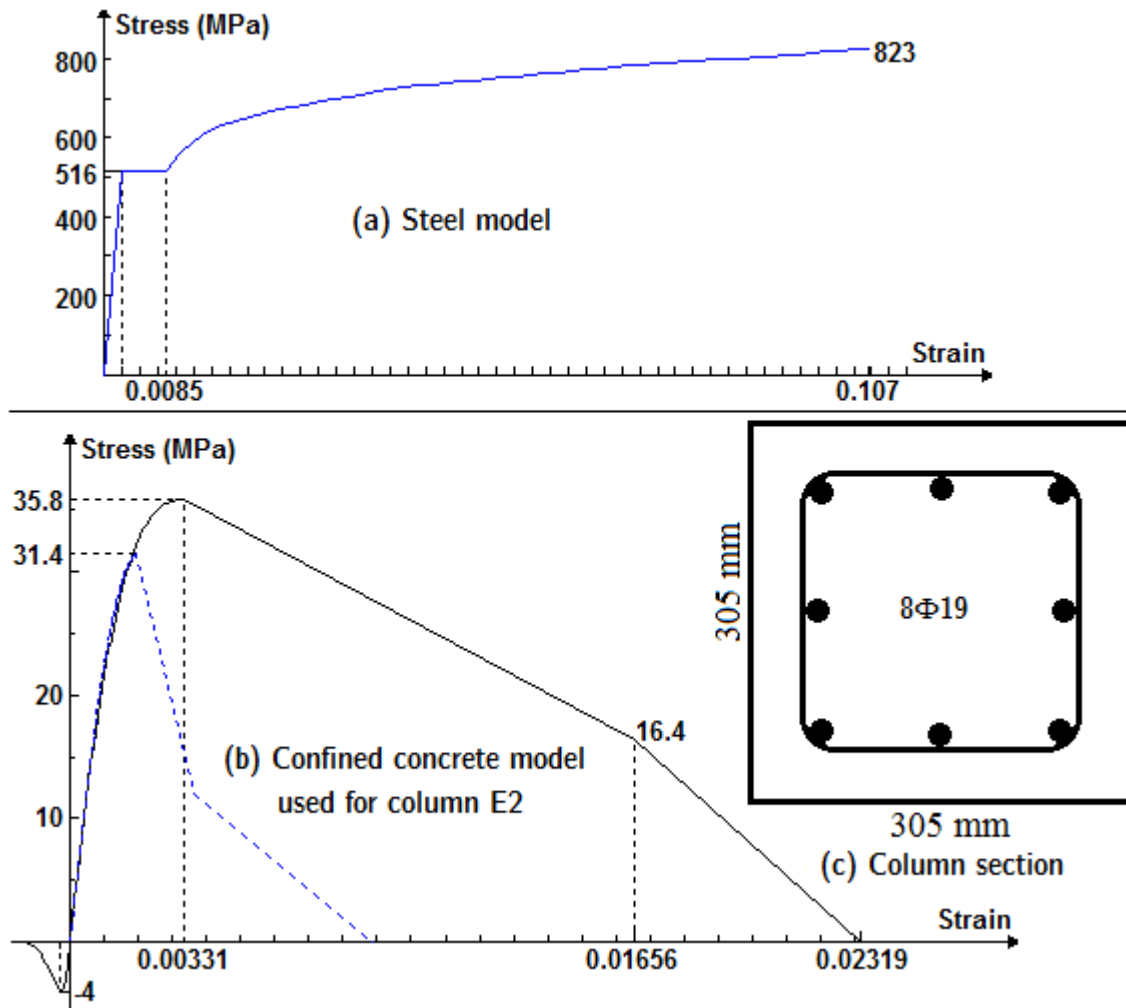 Stress (MPa)
800
823
600
516
400
200
(a) Steel model
Strain
0.0085
0.107
Stress (MPa)
35.8
31.4
20
10
-4
16.4
(b) Confined concrete model
used for column E2
Strain
0.00331
0.01656
0.02319
305 mm
8Φ19
305 mm
(c) Column section